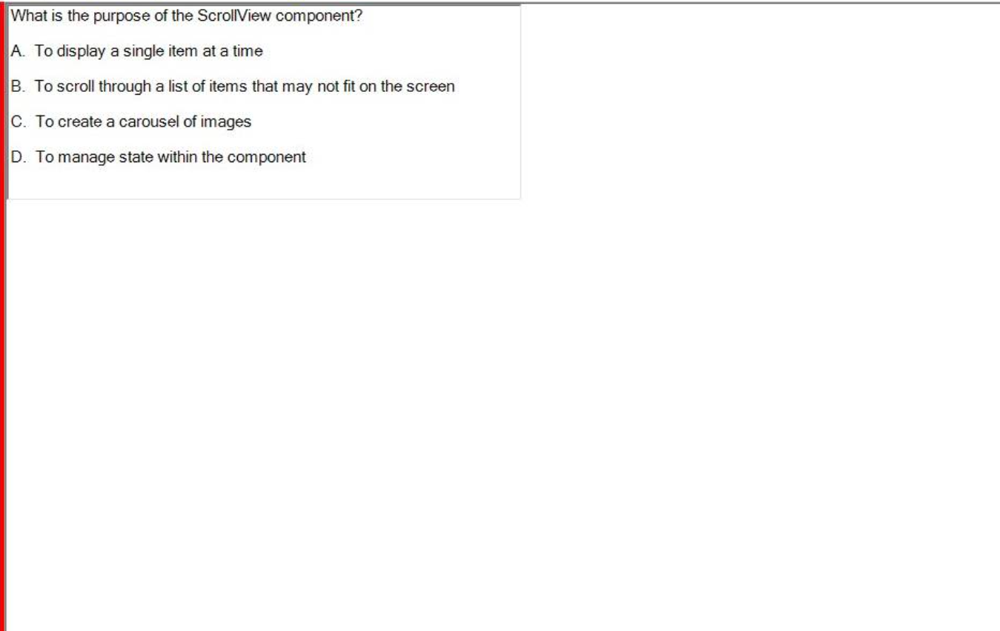 What is the purpose of the ScrollView component?
A. To display a single item at a time
B. To scroll through a list of items that may not fit on the screen
C. To create a carousel of images
D. To manage state within the component